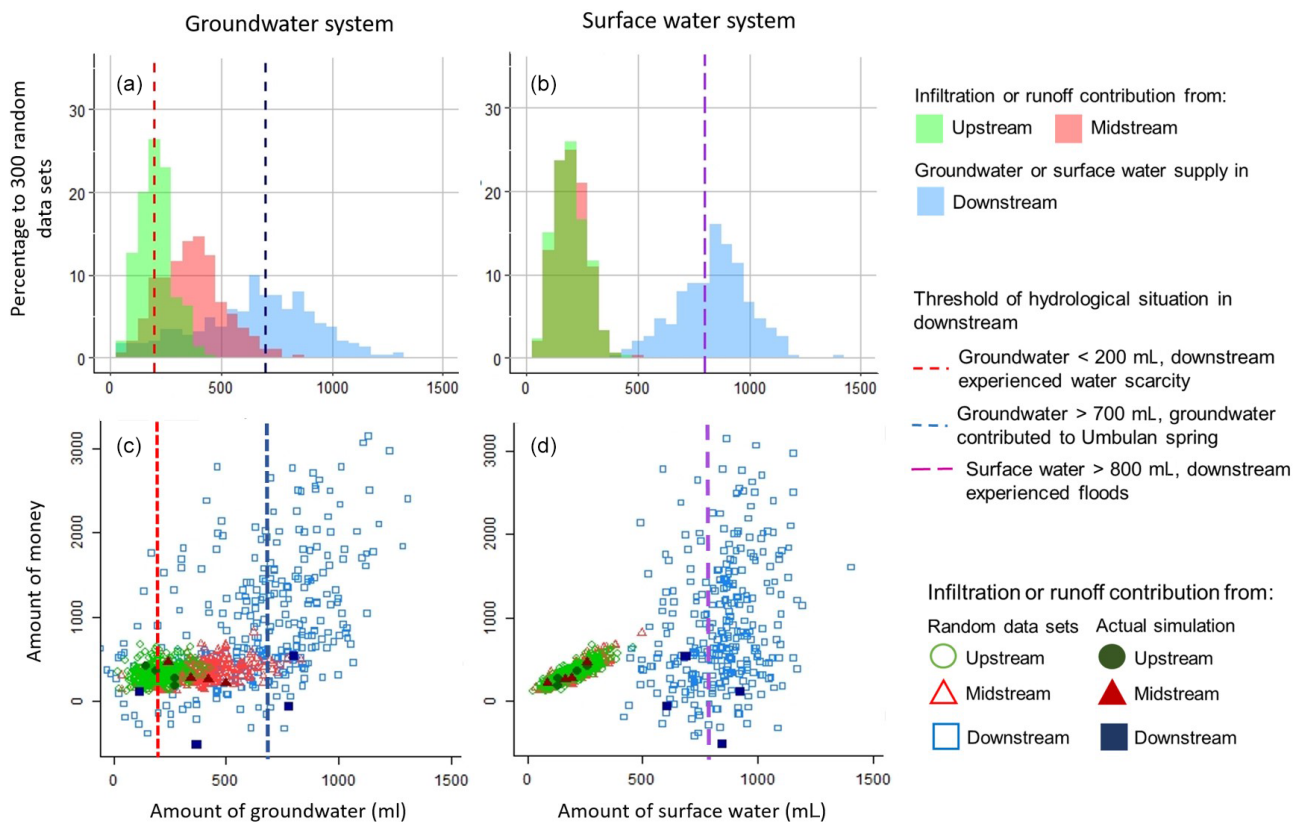 Groundwater system
Surface water system
Percentage to 300 random
data sets
(a)
30
20
10
0
0
500
1000
1500
(b)
30
20
10
0
0
500
1000
1500
Infiltration or runoff contribution from:
Upstream
Midstream
Groundwater or surface water supply in
Downstream
Threshold of hydrological situation in
downstream
Groundwater < 200 mL, downstream
experienced water scarcity
Groundwater > 700 mL, groundwater
contributed to Umbulan spring
Surface water > 800 mL, downstream
experienced floods
Amount of money
(c)
3000
2000
1000
0
0
500
1000
1500
Amount of groundwater (ml)
(d)
3000
2000
1000
0
0
500
1000
1500
Amount of surface water (mL)
Infiltration or runoff contribution from:
Random data sets
Actual simulation
Upstream
Upstream
Midstream
Midstream
Downstream
Downstream